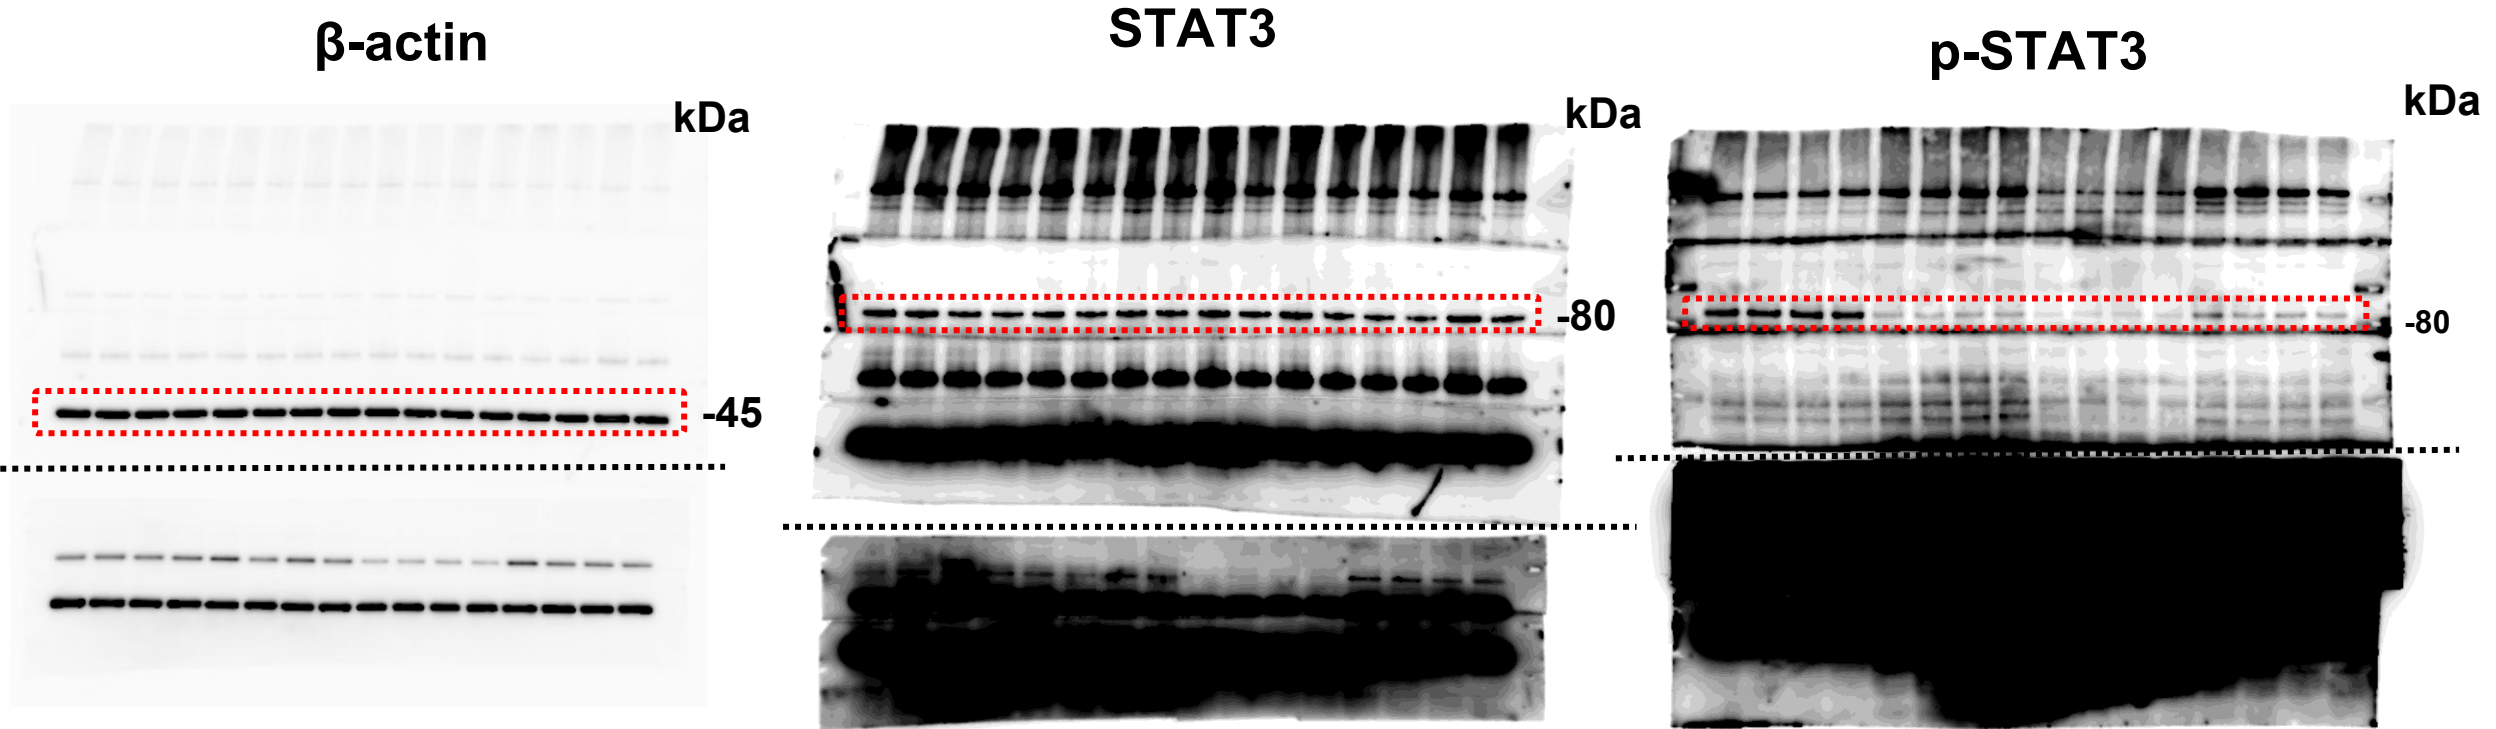 β-actin
STAT3
p-STAT3
kDa
kDa
kDa
-45
-80
-80